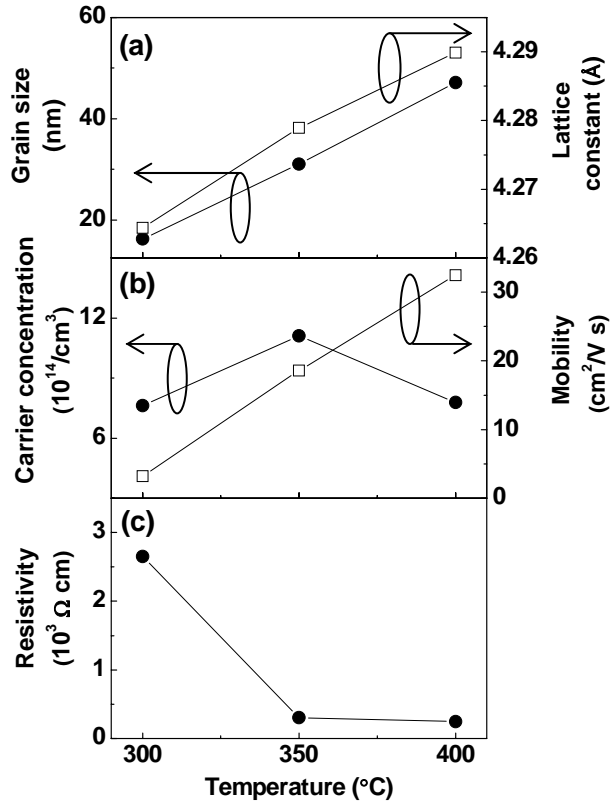 (a)
Grain size
(nm)
60
40
20
Lattice
constant (Å)
4.29
4.28
4.27
4.26
(b)
Carrier concentration
(10¹⁴/cm³)
12
6
Mobility
(cm²/V s)
30
20
10
0
(c)
Resistivity
(10³ Ω cm)
3
2
1
0
300
350
400
Temperature (°C)